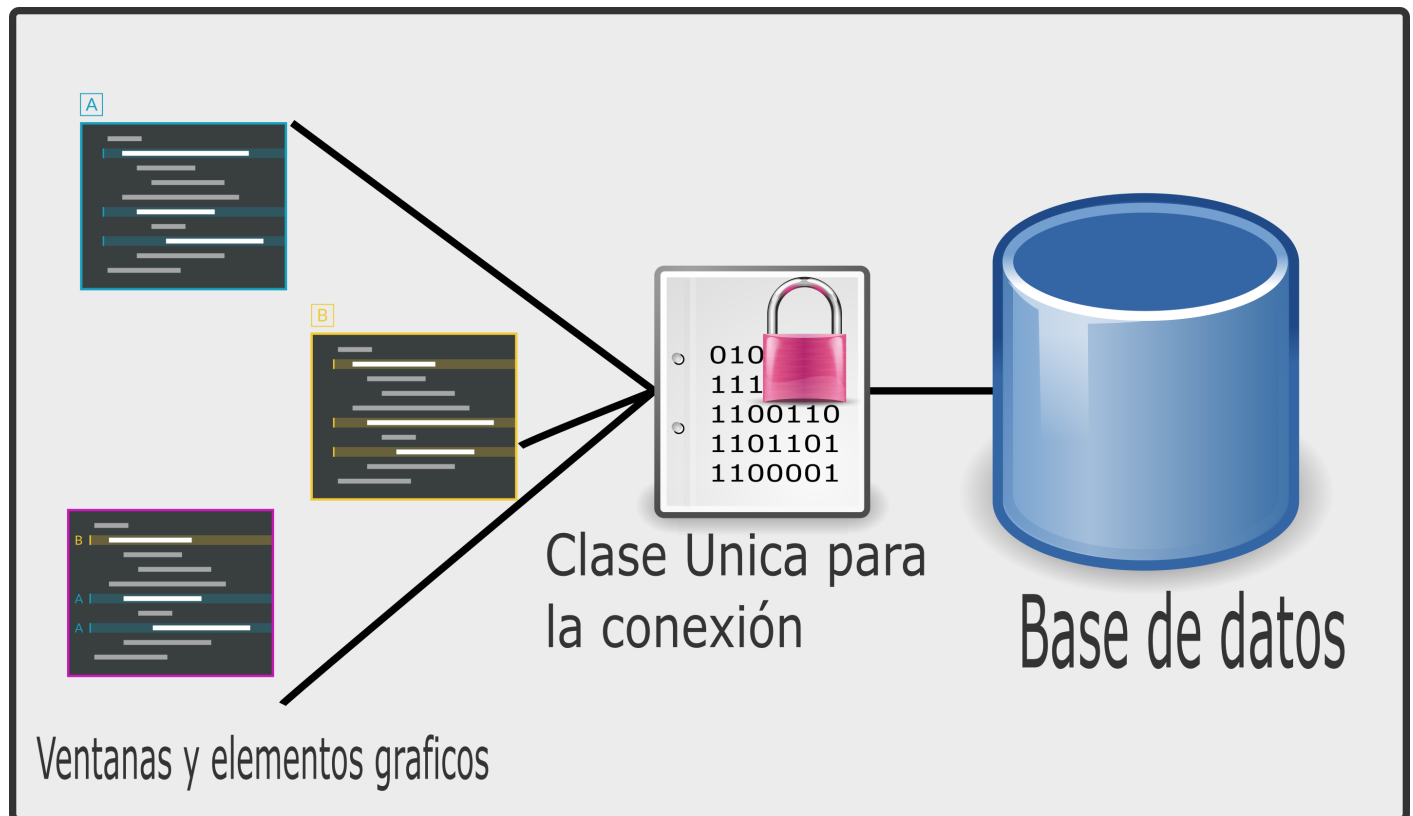 A
B
B
A
A
010
111
1100110
1101101
1100001
Clase Unica para
la conexión
Base de datos
Ventanas y elementos graficos